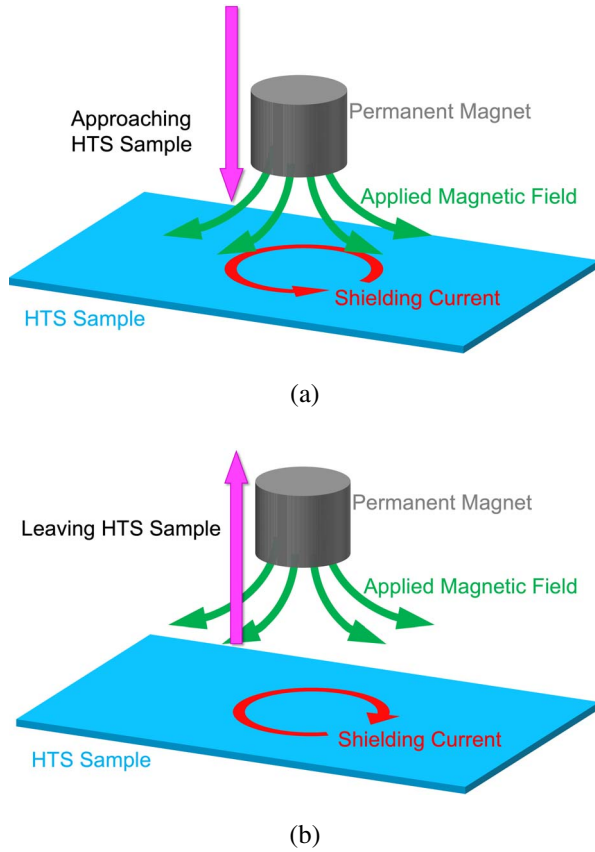 Approaching
HTS Sample
Permanent Magnet
Applied Magnetic Field
Shielding Current
HTS Sample
(a)
Leaving HTS Sample
Permanent Magnet
Applied Magnetic Field
Shielding Current
HTS Sample
(b)